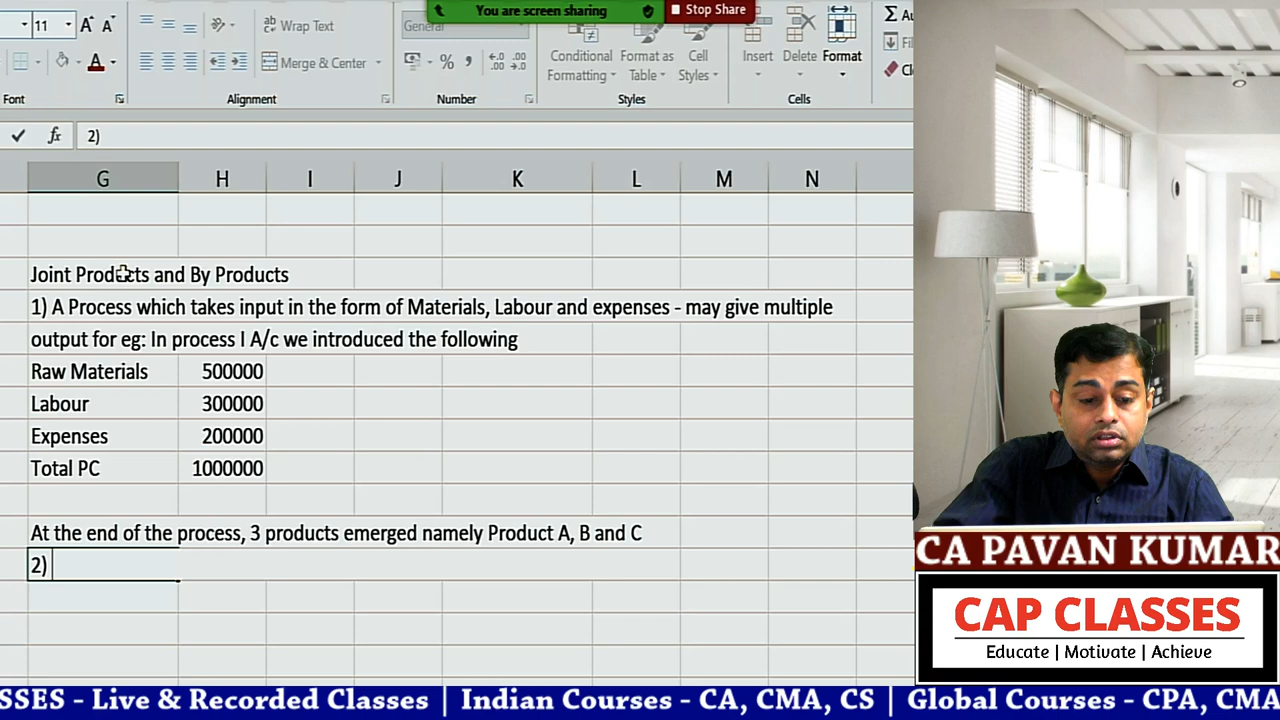 You are screen sharing
Stop Share
11
A A
Wrap Text
General
Merge & Center
% ,
Conditional Formatting
Format as Table
Cell Styles
Insert
Delete
Format
Font
Alignment
Number
Styles
Cells
fx 2)
G H I J K L M N
Joint Products and By Products
1) A Process which takes input in the form of Materials, Labour and expenses - may give multiple
output for eg: In process I A/c we introduced the following
Raw Materials 500000
Labour 300000
Expenses 200000
Total PC 1000000
At the end of the process, 3 products emerged namely Product A, B and C
2)
CA PAVAN KUMAR
CAP CLASSES
Educate | Motivate | Achieve
SSES - Live & Recorded Classes | Indian Courses - CA, CMA, CS | Global Courses - CPA, CMA